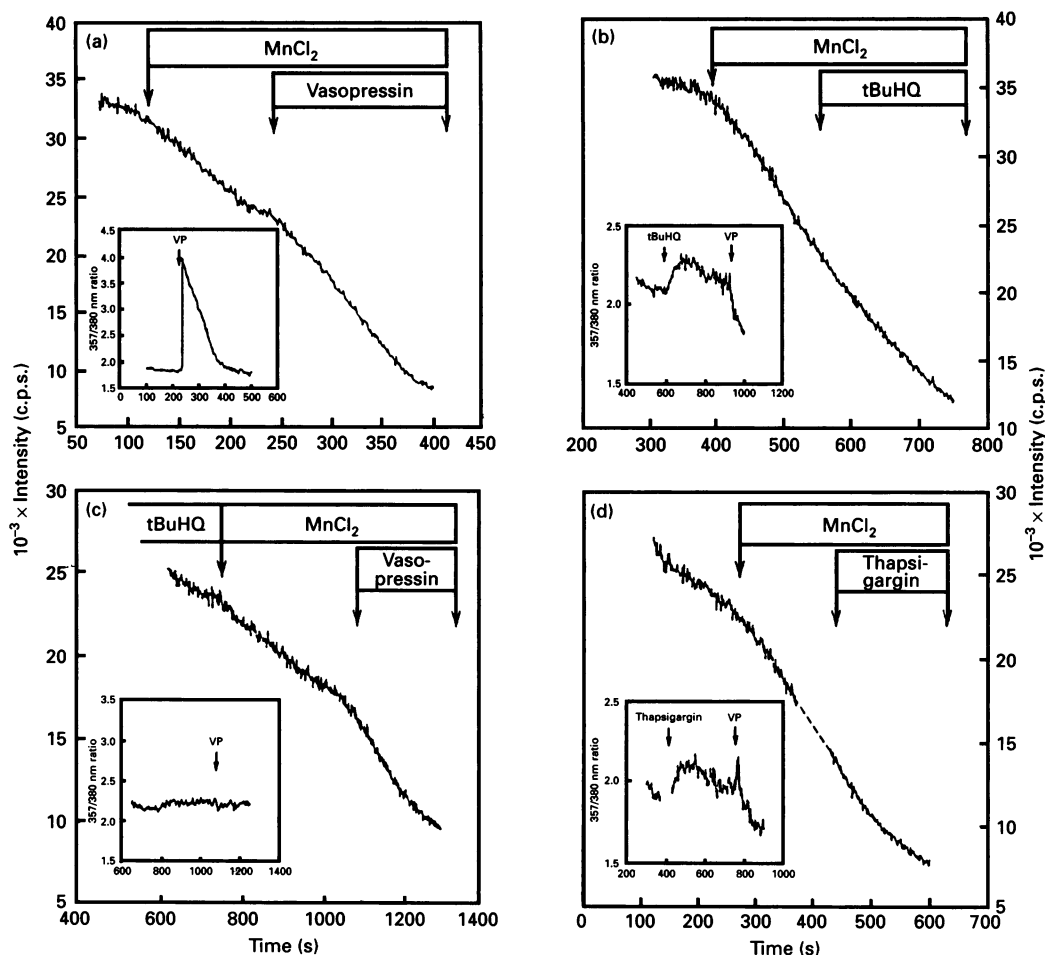 (a)
MnCl2
Vasopressin
40
35
30
25
20
15
10
5
50 100 150 200 250 300 350 400 450
VP
357/380 nm ratio
4.5
4.0
3.5
3.0
2.5
2.0
1.5
0 100 200 300 400 500 600
(b)
MnCl2
tBuHQ
40
35
30
25
20
15
10
200 300 400 500 600 700 800
tBuHQ VP
357/380 nm ratio
2.5
2.0
1.5
400 600 800 1000 1200
10−3 × Intensity (c.p.s.)
10−3 × Intensity (c.p.s.)
(c)
tBuHQ MnCl2
Vaso-
pressin
30
25
20
15
10
5
400 600 800 1000 1200 1400
Time (s)
VP
357/380 nm ratio
3.5
3.0
2.5
2.0
1.5
600 800 1000 1200 1400
(d)
MnCl2
Thapsi-
gargin
30
25
20
15
10
5
0 100 200 300 400 500 600 700
Time (s)
Thapsigargin VP
357/380 nm ratio
2.5
2.0
1.5
200 400 600 800 1000